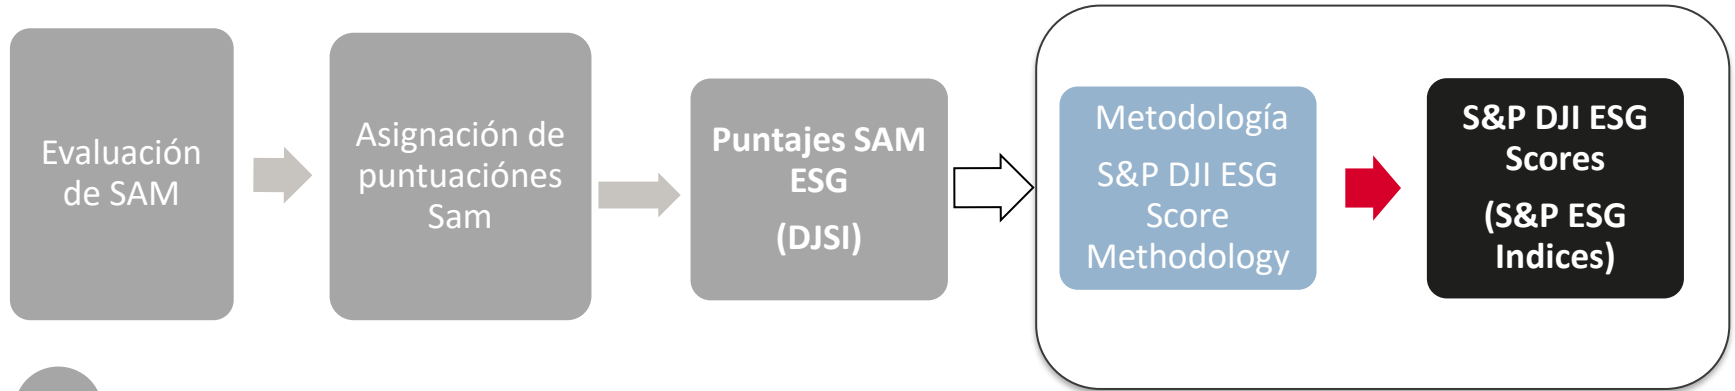 Evaluación
de SAM
Asignación de
puntuaciónes
Sam
Puntajes SAM
ESG
(DJSI)
Metodología
S&P DJI ESG
Score
Methodology
S&P DJI ESG
Scores
(S&P ESG
Indices)